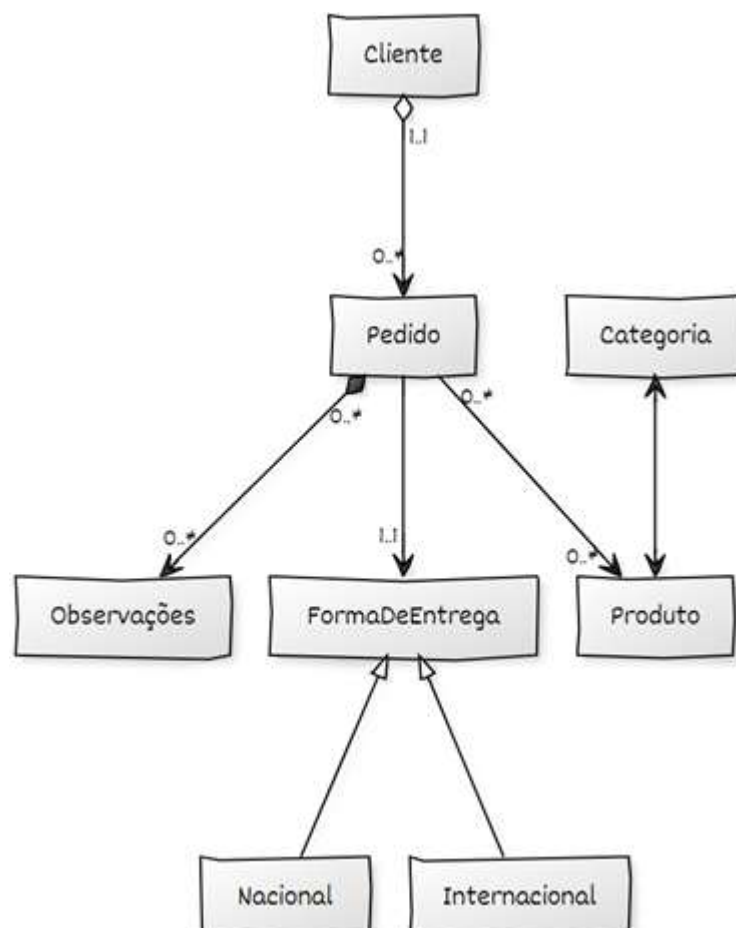 Cliente
1..1
0..*
Pedido
Categoria
0..*
0..*
0..*
1..1
0..*
Observações
FormaDeEntrega
Produto
Nacional
Internacional